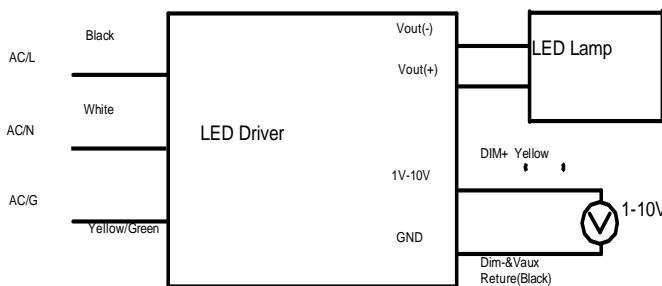 Black
AC/L
White
AC/N
AC/G
Yellow/Green
LED Driver
Vout(-)
Vout(+)
LED Lamp
DIM+ Yellow
( )
1V-10V
V
1-10V
GND
Dim-&Vaux
Reture(Black)